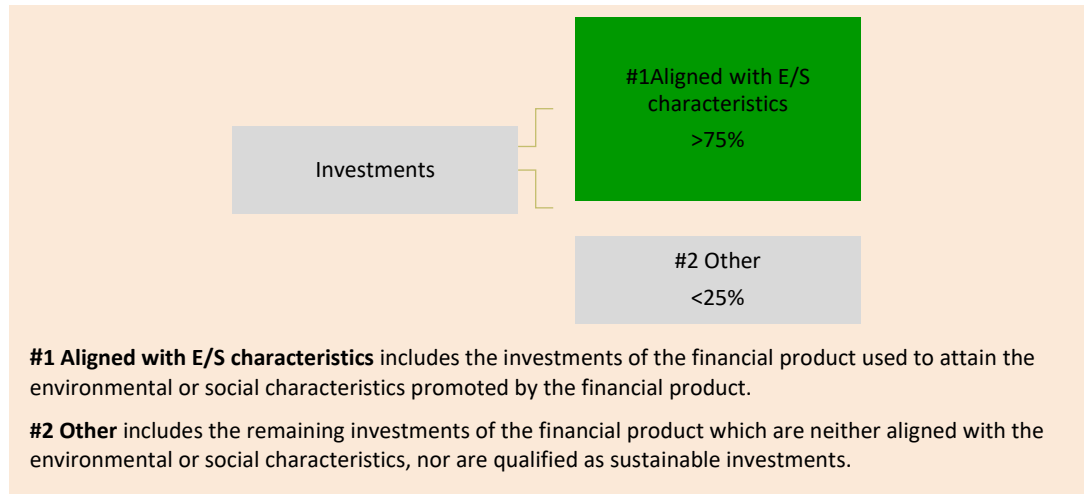 #1Aligned with E/S
characteristics
>75%
Investments
#2 Other
<25%
#1 Aligned with E/S characteristics includes the investments of the financial product used to attain the
environmental or social characteristics promoted by the financial product.
#2 Other includes the remaining investments of the financial product which are neither aligned with the
environmental or social characteristics, nor are qualified as sustainable investments.